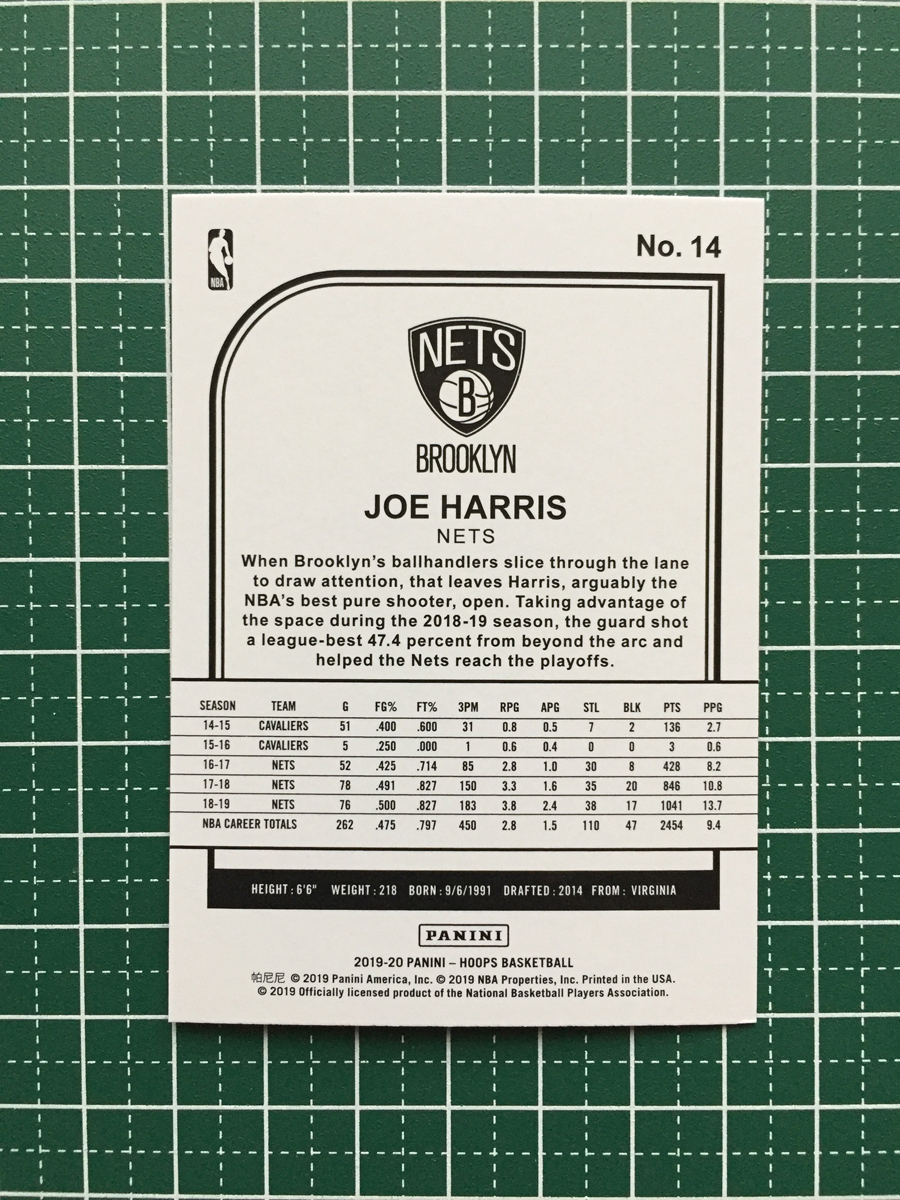 No. 14
NBA
NETS
B
BROOKLYN
JOE HARRIS
NETS
When Brooklyn's ballhandlers slice through the lane
to draw attention, that leaves Harris, arguably the
NBA's best pure shooter, open. Taking advantage of
the space during the 2018-19 season, the guard shot
a league-best 47.4 percent from beyond the arc and
helped the Nets reach the playoffs.
SEASON TEAM G FG% FT% 3PM RPG APG STL BLK PTS PPG
14-15 CAVALIERS 51 .400 .600 31 0.8 0.5 7 2 136 2.7
15-16 CAVALIERS 5 .250 .000 1 0.6 0.4 0 0 3 0.6
16-17 NETS 52 .425 .714 85 2.8 1.0 30 8 428 8.2
17-18 NETS 78 .491 .827 150 3.3 1.6 35 20 846 10.8
18-19 NETS 76 .500 .827 183 3.8 2.4 38 17 1041 13.7
NBA CAREER TOTALS 262 .475 .797 450 2.8 1.5 110 47 2454 9.4
HEIGHT: 6'6" WEIGHT: 218 BORN: 9/6/1991 DRAFTED: 2014 FROM: VIRGINIA
PANINI
2019-20 PANINI – HOOPS BASKETBALL
帕尼尼 © 2019 Panini America, Inc. © 2019 NBA Properties, Inc. Printed in the USA.
© 2019 Officially licensed product of the National Basketball Players Association.